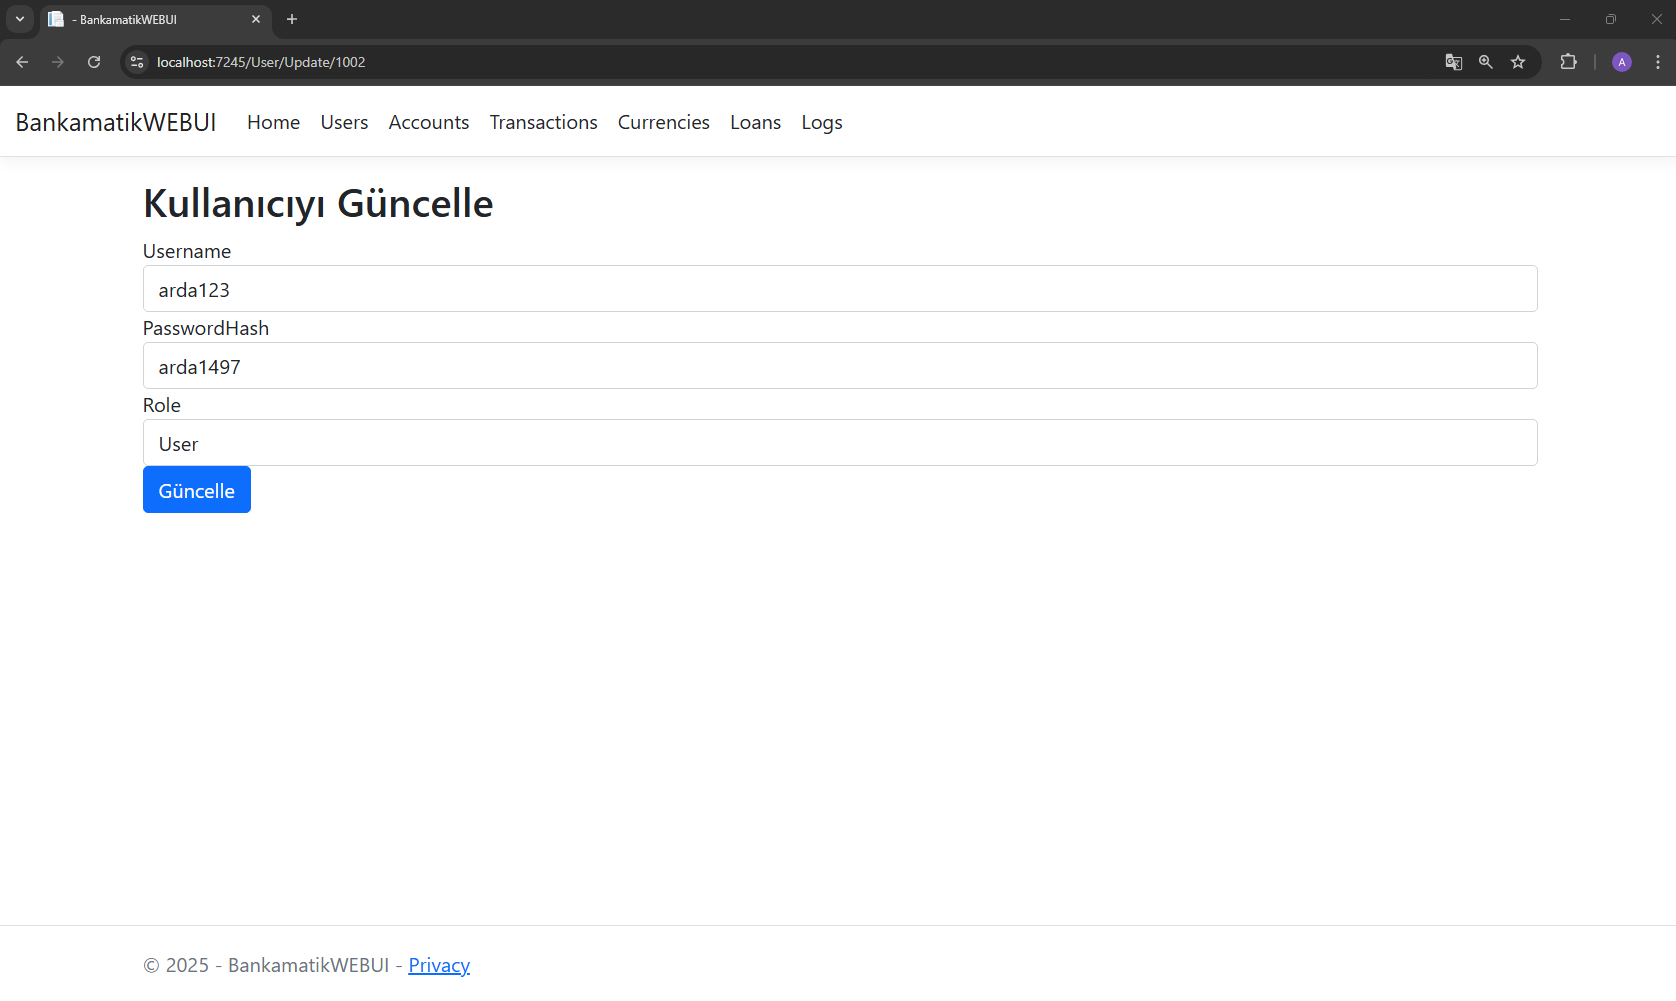 - BankamatikWEBUI
localhost:7245/User/Update/1002
A
BankamatikWEBUI Home Users Accounts Transactions Currencies Loans Logs
Kullanıcıyı Güncelle
Username
arda123
PasswordHash
arda1497
Role
User
Güncelle
© 2025 - BankamatikWEBUI - Privacy